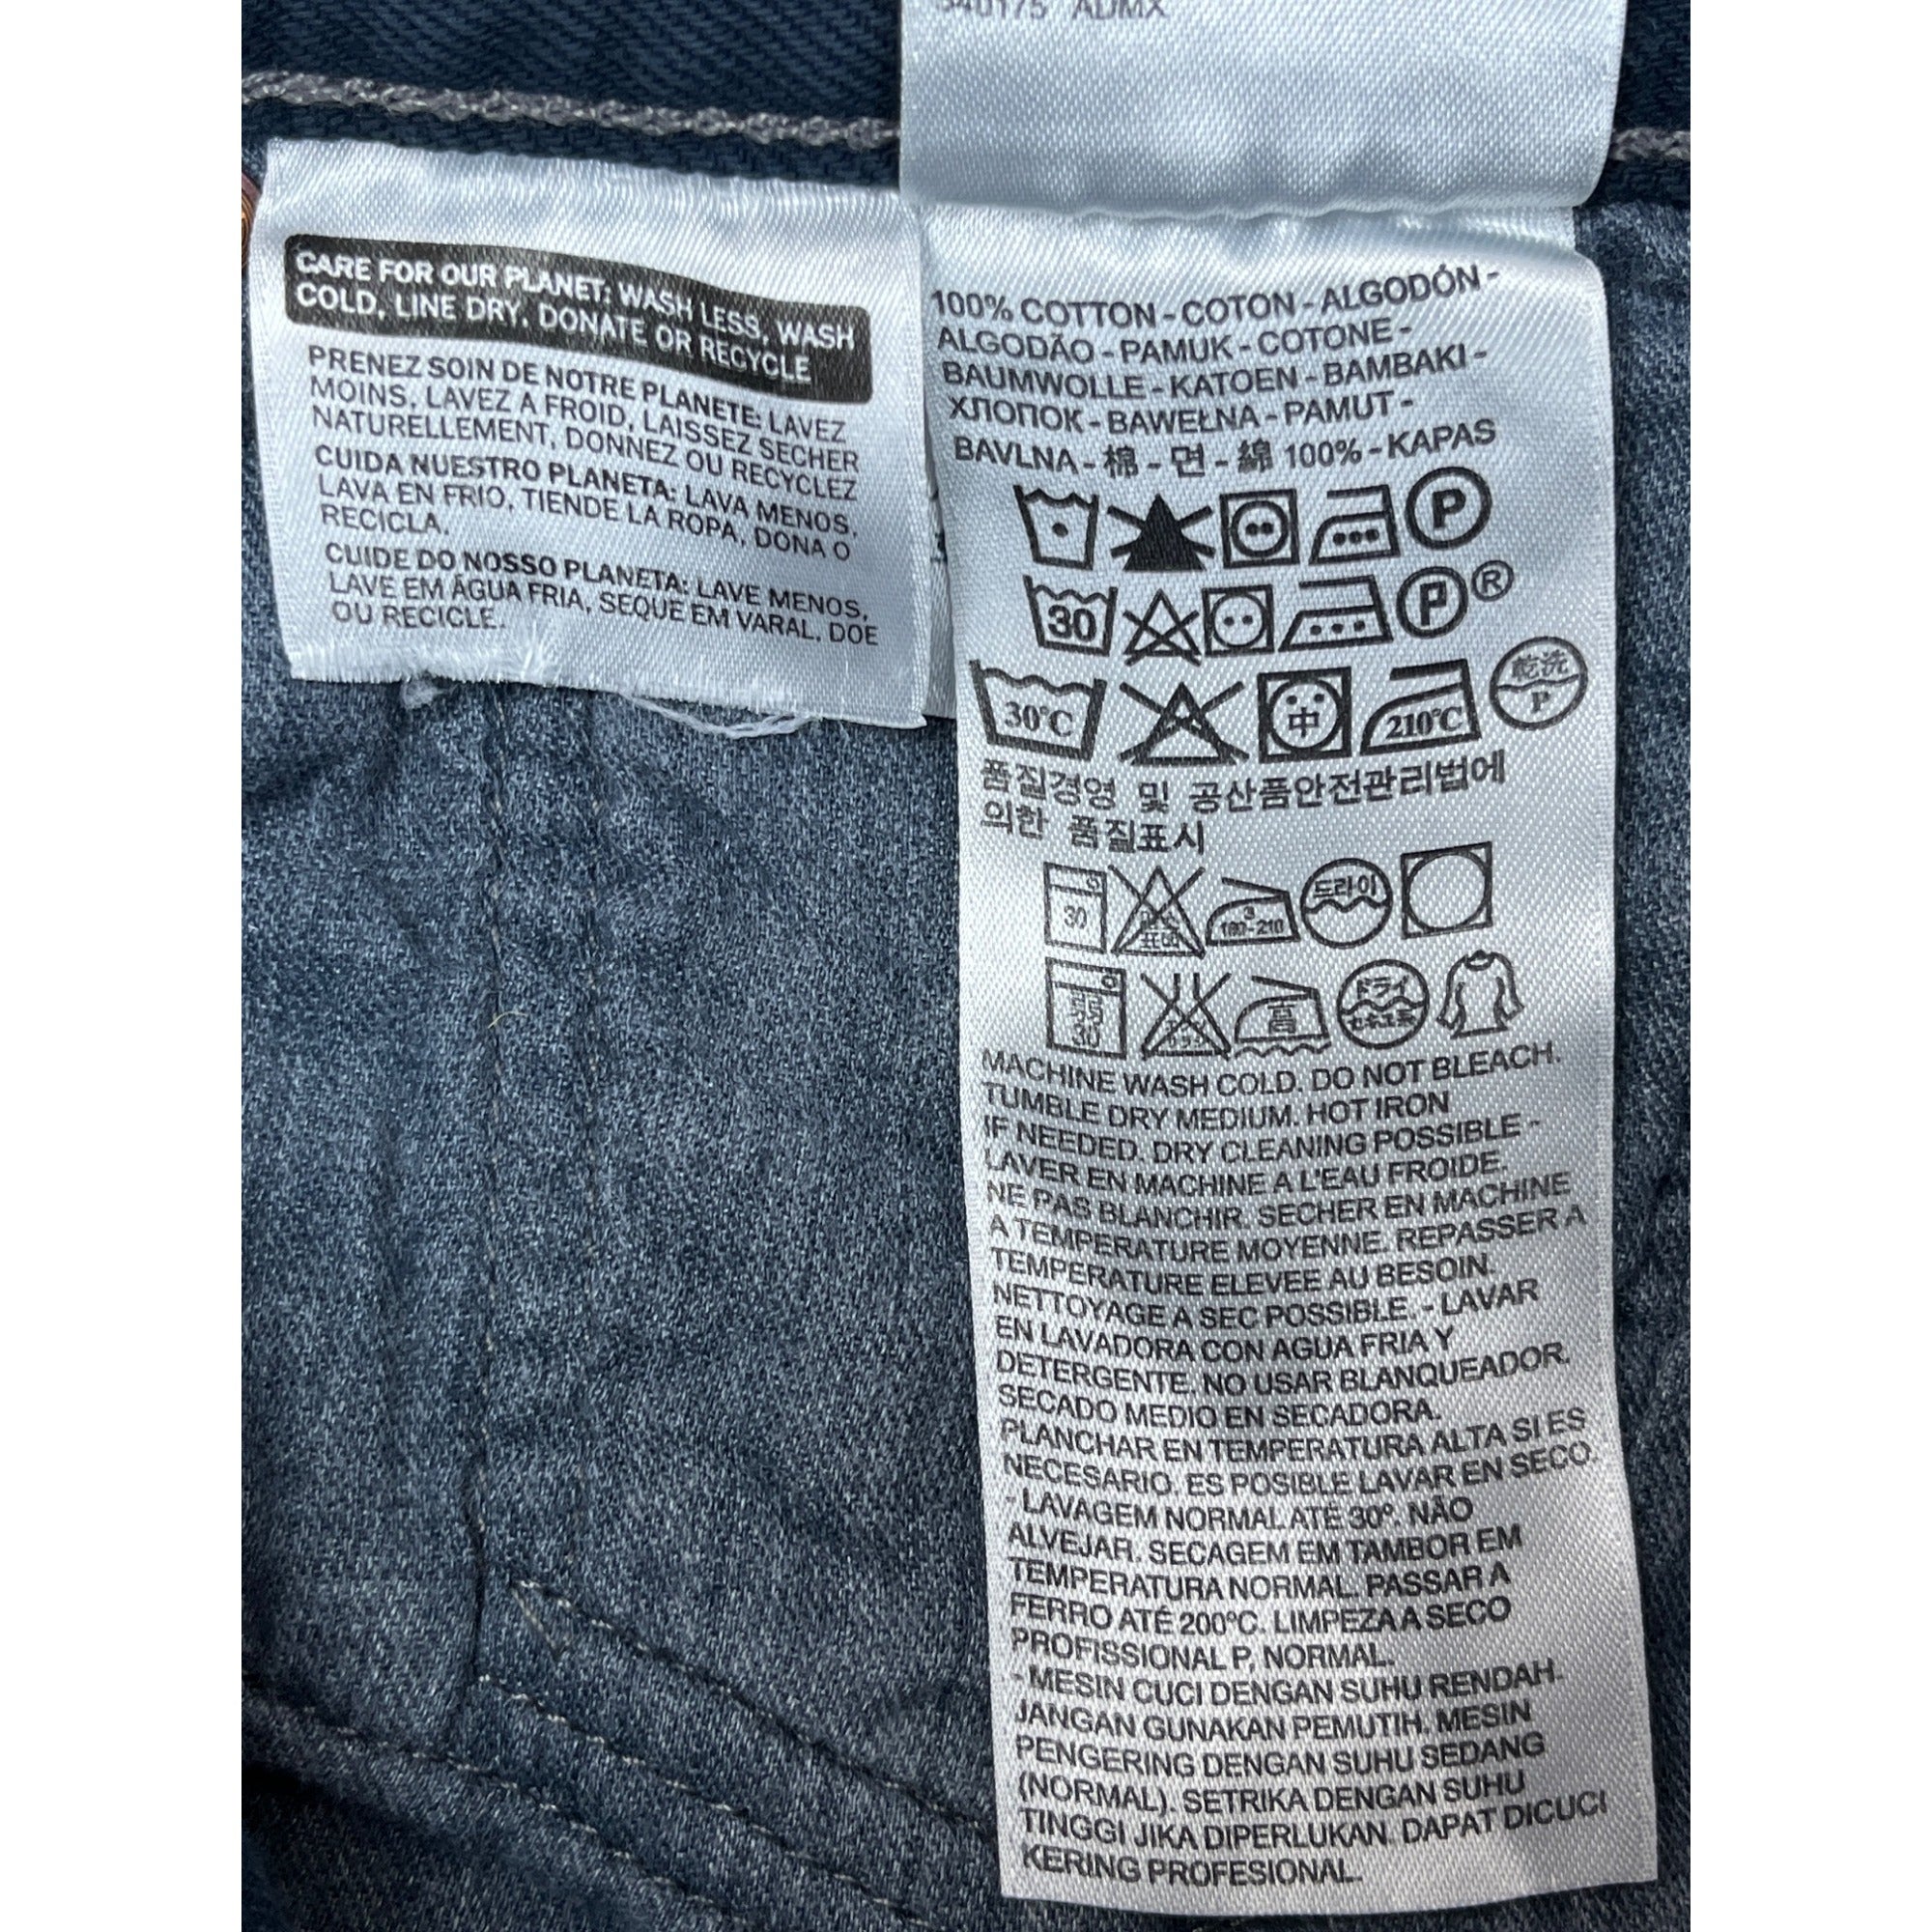 340175 ADMX
CARE FOR OUR PLANET: WASH LESS, WASH
COLD, LINE DRY, DONATE OR RECYCLE
PRENEZ SOIN DE NOTRE PLANETE: LAVEZ
MOINS, LAVEZ A FROID, LAISSEZ SECHER
NATURELLEMENT, DONNEZ OU RECYCLEZ
CUIDA NUESTRO PLANETA: LAVA MENOS,
LAVA EN FRIO, TIENDE LA ROPA, DONA O
RECICLA.
CUIDE DO NOSSO PLANETA: LAVE MENOS,
LAVE EM ÁGUA FRIA, SEQUE EM VARAL, DOE
OU RECICLE.
100% COTTON - COTON - ALGODÓN -
ALGODÃO - PAMUK - COTONE -
BAUMWOLLE - KATOEN - BAMBAKI -
ХЛОПОК - BAWEŁNA - PAMUT -
BAVLNA - 棉 - 면 - 綿 100% - KAPAS
P
30 P ®
30°C 中 210°C 乾洗 P
품질경영 및 공산품안전관리법에
의한 품질표시
30 3 180-210 드라이
弱 30 高 ドライ
MACHINE WASH COLD. DO NOT BLEACH.
TUMBLE DRY MEDIUM. HOT IRON
IF NEEDED. DRY CLEANING POSSIBLE -
LAVER EN MACHINE A L'EAU FROIDE.
NE PAS BLANCHIR. SECHER EN MACHINE
A TEMPERATURE MOYENNE. REPASSER A
TEMPERATURE ELEVEE AU BESOIN.
NETTOYAGE A SEC POSSIBLE. - LAVAR
EN LAVADORA CON AGUA FRIA Y
DETERGENTE. NO USAR BLANQUEADOR.
SECADO MEDIO EN SECADORA.
PLANCHAR EN TEMPERATURA ALTA SI ES
NECESARIO. ES POSIBLE LAVAR EN SECO.
- LAVAGEM NORMAL ATÉ 30º. NÃO
ALVEJAR. SECAGEM EM TAMBOR EM
TEMPERATURA NORMAL. PASSAR A
FERRO ATÉ 200ºC. LIMPEZA A SECO
PROFISSIONAL P, NORMAL.
- MESIN CUCI DENGAN SUHU RENDAH.
JANGAN GUNAKAN PEMUTIH. MESIN
PENGERING DENGAN SUHU SEDANG
(NORMAL). SETRIKA DENGAN SUHU
TINGGI JIKA DIPERLUKAN. DAPAT DICUCI
KERING PROFESIONAL.